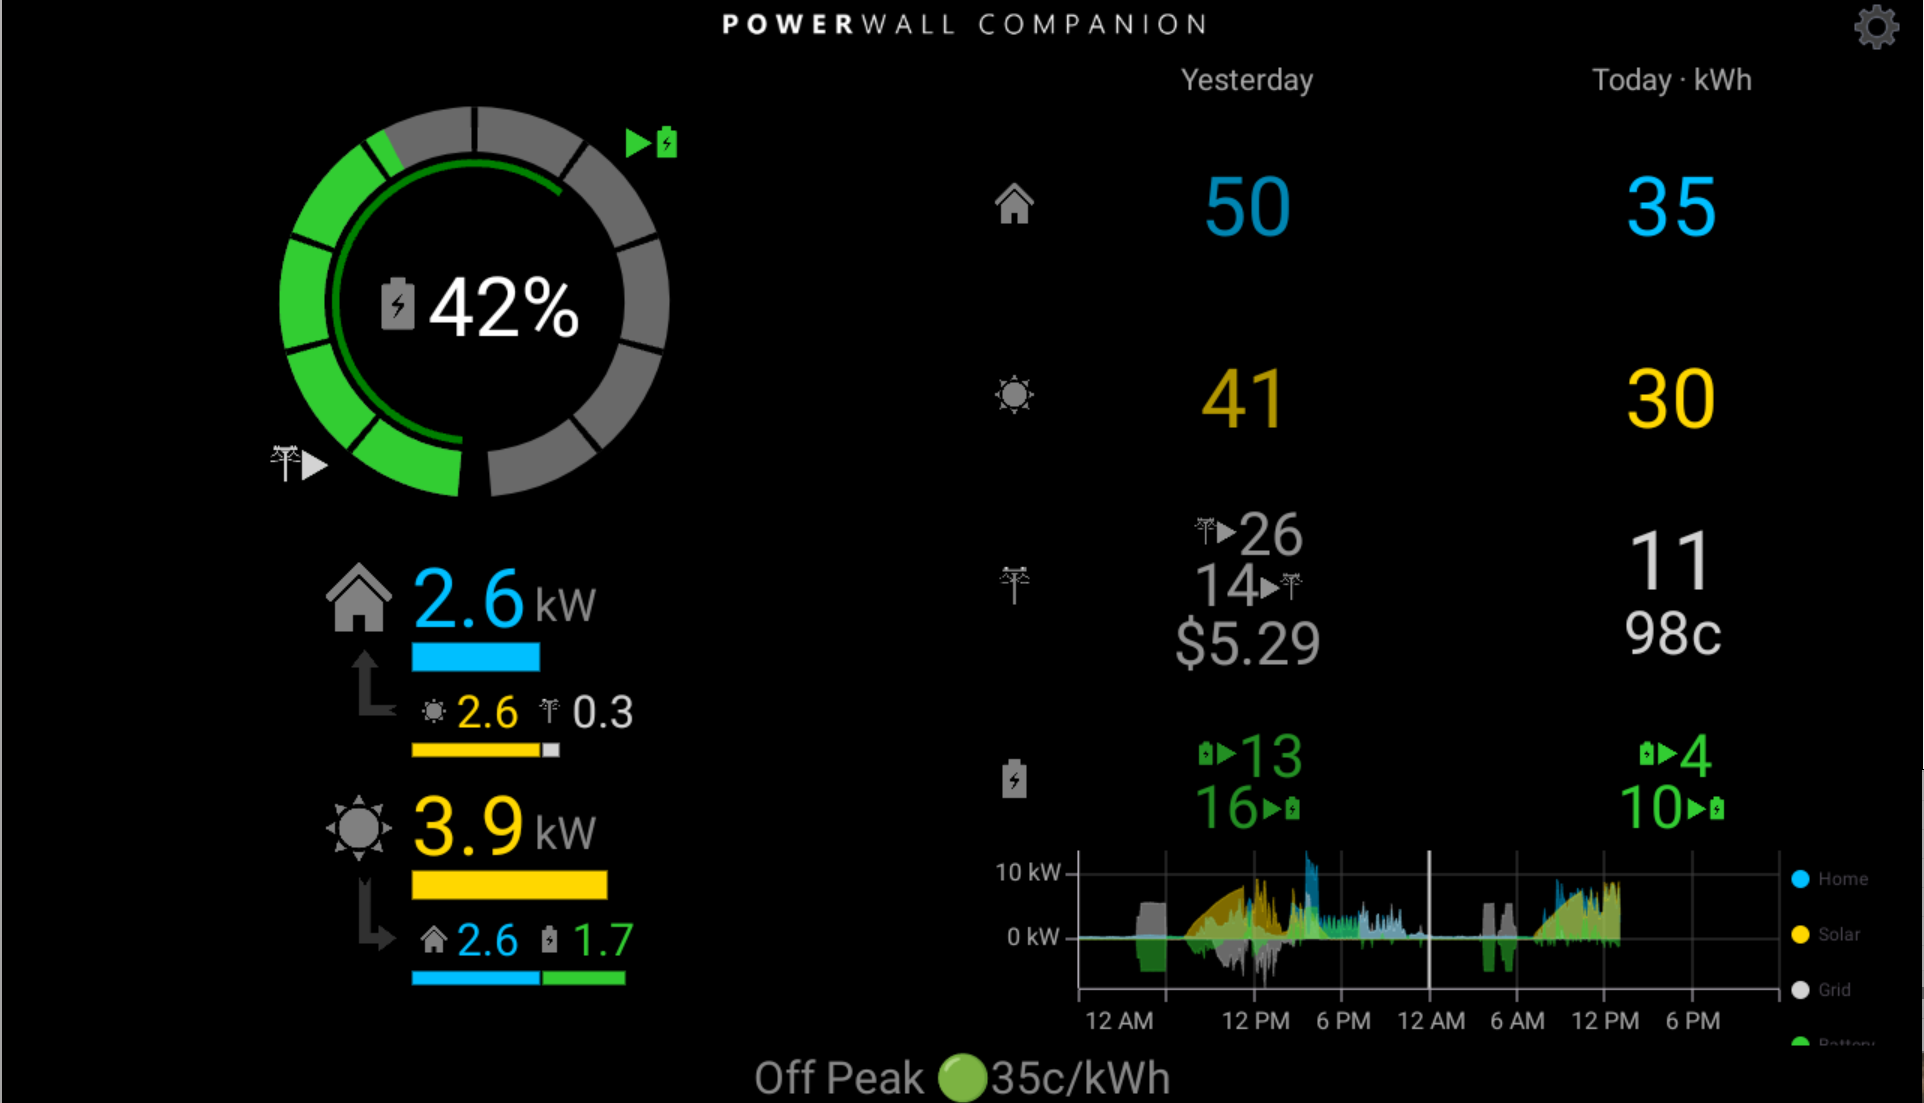 POWERWALL COMPANION
Yesterday
Today · kWh
42%
50
35
41
30
26
14
$5.29
11
98c
2.6 kW
2.6 0.3
3.9 kW
2.6 1.7
13
16
4
10
10 kW
0 kW
12 AM 12 PM 6 PM 12 AM 6 AM 12 PM 6 PM
Home
Solar
Grid
Battery
Off Peak 35c/kWh